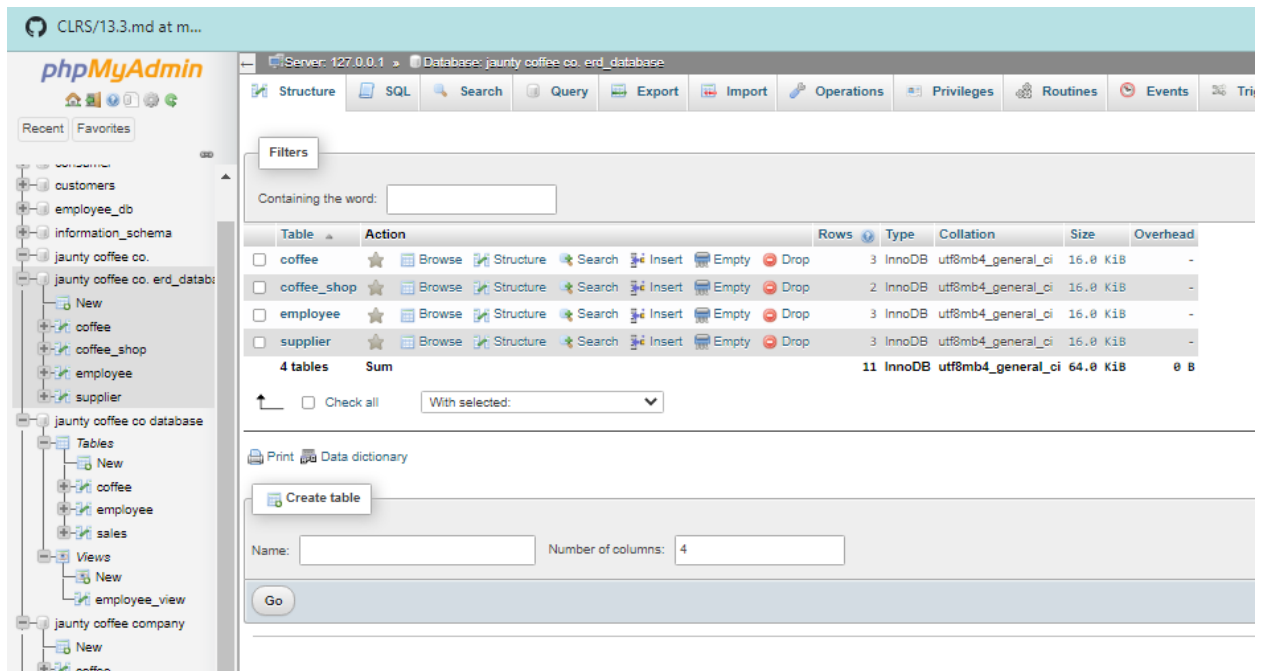 CLRS/13.3.md at m...
phpMyAdmin
Recent Favorites
consumer
customers
employee_db
information_schema
jaunty coffee co.
jaunty coffee co. erd_databa
New
coffee
coffee_shop
employee
supplier
jaunty coffee co database
Tables
New
coffee
employee
sales
Views
New
employee_view
jaunty coffee company
New
coffee
Server: 127.0.0.1 » Database: jaunty coffee co. erd_database
Structure SQL Search Query Export Import Operations Privileges Routines Events Tri
Filters
Containing the word:
Table Action Rows Type Collation Size Overhead
coffee Browse Structure Search Insert Empty Drop 3 InnoDB utf8mb4_general_ci 16.0 KiB -
coffee_shop Browse Structure Search Insert Empty Drop 2 InnoDB utf8mb4_general_ci 16.0 KiB -
employee Browse Structure Search Insert Empty Drop 3 InnoDB utf8mb4_general_ci 16.0 KiB -
supplier Browse Structure Search Insert Empty Drop 3 InnoDB utf8mb4_general_ci 16.0 KiB -
4 tables Sum 11 InnoDB utf8mb4_general_ci 64.0 KiB 0 B
Check all With selected:
Print Data dictionary
Create table
Name: Number of columns: 4
Go